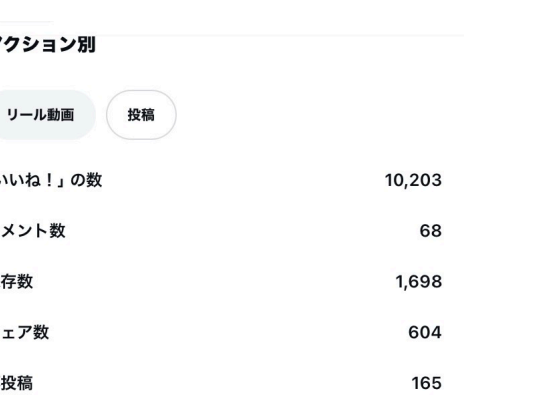 クション別
リール動画 投稿
いいね！」の数 10,203
メント数 68
存数 1,698
ェア数 604
投稿 165